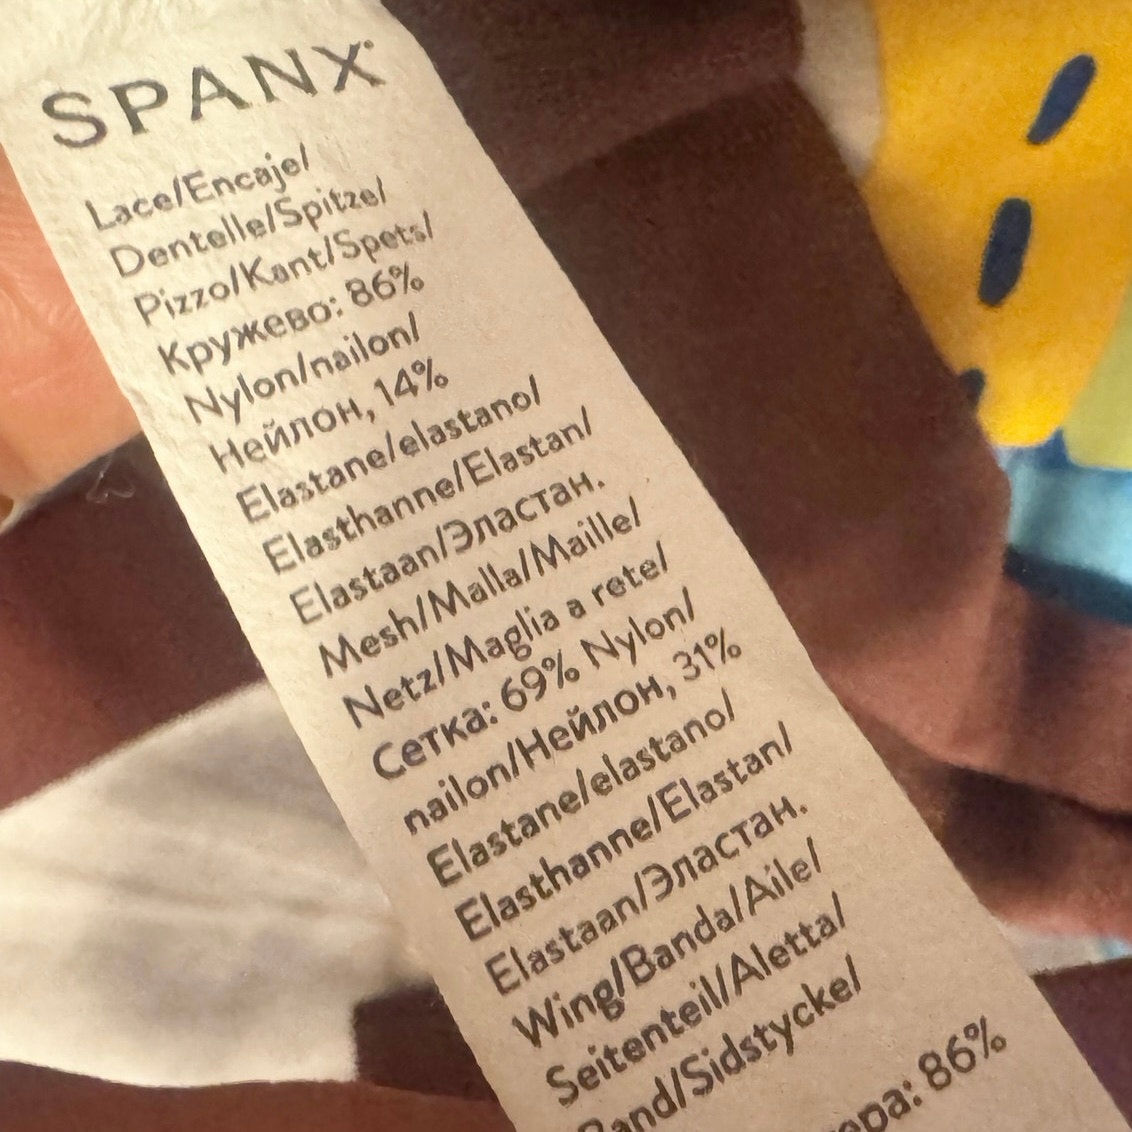 SPANX
Lace/Encaje/
Dentelle/Spitze/
Pizzo/Kant/Spets/
Кружево: 86%
Nylon/nailon/
Нейлон, 14%
Elastane/elastano/
Elasthanne/Elastan/
Elastaan/Эластан.
Mesh/Malla/Maille/
Netz/Maglia a rete/
Сетка: 69% Nylon/
nailon/Нейлон, 31%
Elastane/elastano/
Elasthanne/Elastan/
Elastaan/Эластан.
Wing/Banda/Aile/
Seitenteil/Aletta/
Band/Sidstycke/
86%